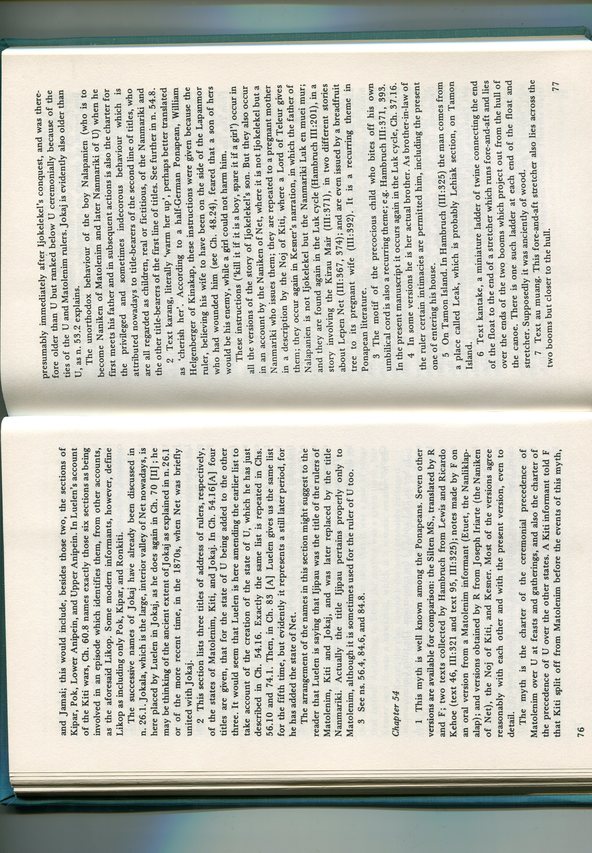 and Jamai; this would include, besides those two, the sections of
Kipar, Pok, Lower Anipein, and Upper Anipein. In Luelen's account
of the Kiti wars, Ch. 60.8 names exactly those six sections as being
involved in an episode which identifies them, from other accounts,
as the aforesaid Likop. Some modern informants, however, define
Likop as including only Pok, Kipar, and Ronkiti.
The successive names of Jokaj have already been discussed in
n. 26.1. Jokala, which is the large, interior valley of Net nowadays, is
here placed by Luelen in Jokaj, as he does again in Ch. 70 [II] ; he
may be thinking of the ancient extent of Jokaj as explained in n. 26.1
or of the more recent time, in the 1870s, when Net was briefly
united with Jokaj.
2 This section lists three titles of address of rulers, respectively,
of the states of Matolenim, Kiti, and Jokaj. In Ch. 54.16[A] four
titles are given, that for the state of U being added to the other
three. It would seem that Luelen is here amending the earlier list to
take account of the creation of the state of U, which he has just
described in Ch. 54.16. Exactly the same list is repeated in Chs.
56.10 and 74.1. Then, in Ch. 83 [A] Luelen gives us the same list
for the fifth time, but evidently it represents a still later period, for
he has added the state of Net.
The arrangement of the names in this section might suggest to the
reader that Luelen is saying that Ijipau was the title of the rulers of
Matolenim, Kiti and Jokaj, and was later replaced by the title
Nanmariki. Actually the title Ijipau pertains properly only to
Matolenim, although it is sometimes used for the ruler of U too.
3 See ns. 56.4, 84.6, and 84.8.
Chapter 54
1 This myth is well known among the Ponapeans. Seven other
versions are available for comparison: the Silten MS., translated by R
and F; two texts collected by Hambruch from Lewis and Ricardo
Kehoe (text 46, III:321 and text 95, III:325); notes made by F on
an oral version from a Matolenim informant (Etuet, the Nanliklap-
alap); and versions obtained by R from Joseph Iriarte (the Naniken
of Net), the Noj of Kiti, and Kesner. Most of the versions agree
reasonably with each other and with the present version, even to
detail.
The myth is the charter of the ceremonial precedence of
Matolenim over U at feasts and gatherings, and also the charter of
the precedence of U over the other states. A Kiti informant told F
that Kiti split off from Matolenim before the events of this myth,
76
presumably immediately after Ijokelekel's conquest, and was there-
fore older than U but ranked below U ceremonially because of the
ties of the U and Matolenim rulers. Jokaj is evidently also older than
U, as n. 53.2 explains.
The unorthodox behaviour of the boy Nalapanien (who is to
become Naniken of Matolenim and later Nanmariki of U) when he
first meets his father and in subsequent actions is also the charter for
the privileged and sometimes indecorous behaviour which is
attributed nowadays to title-bearers of the second line of titles, who
are all regarded as children, real or fictitious, of the Nanmariki and
the other title-bearers of the first line of titles. See further in n. 54.8.
2 Text karang, literally 'warm her up', perhaps better translated
as 'cherish her'. According to a half-German Ponapean, William
Helgenberger of Kinakap, these instructions were given because the
ruler, believing his wife to have been on the side of the Lapanmor
who had wounded him (see Ch. 48.24), feared that a son of hers
would be his enemy, while a girl could not harm him.
These instructions ('kill it if it is a boy, spare it if a girl') occur in
all the versions of the story of Ijokelekel's son. But they also occur
in an account by the Naniken of Net, where it is not Ijokelekel but a
Nanmariki who issues them; they are repeated to a pregnant mother
in a description by the Noj of Kiti, where a Lord of Teleur gives
them; they occur again in Kesner's narration, in which the father of
Nalapanien is not Ijokelekel but the Nanmariki Luk en muei mur;
and they are found again in the Luk cycle (Hambruch III:201), in a
story involving the Kirau Mair (III:371), in two different stories
about Lepen Net (III:367, 374); and are even issued by a breadfruit
tree to its pregnant wife (III:392). It is a recurring theme in
Ponapean literature.
3 The motif of the precocious child who bites off his own
umbilical cord is also a recurring theme; e.g. Hambruch III:371, 393.
In the present manuscript it occurs again in the Luk cycle, Ch. 37.16.
4 In some versions he is her actual brother. As brother-in-law of
the ruler certain intimacies are permitted him, including the present
one of entering his house.
5 On Tamon Island. In Hambruch (III:325) the man comes from
a place called Leak, which is probably Lehiak section, on Tamon
Island.
6 Text kantake, a miniature ladder of twine connecting the end
of the float to the end of a stretcher which runs fore-and-aft and lies
over the ends of the two booms which project out from the hull of
the canoe. There is one such ladder at each end of the float and
stretcher. Supposedly it was anciently of wood.
7 Text au muang. This fore-and-aft stretcher also lies across the
two booms but closer to the hull.
77